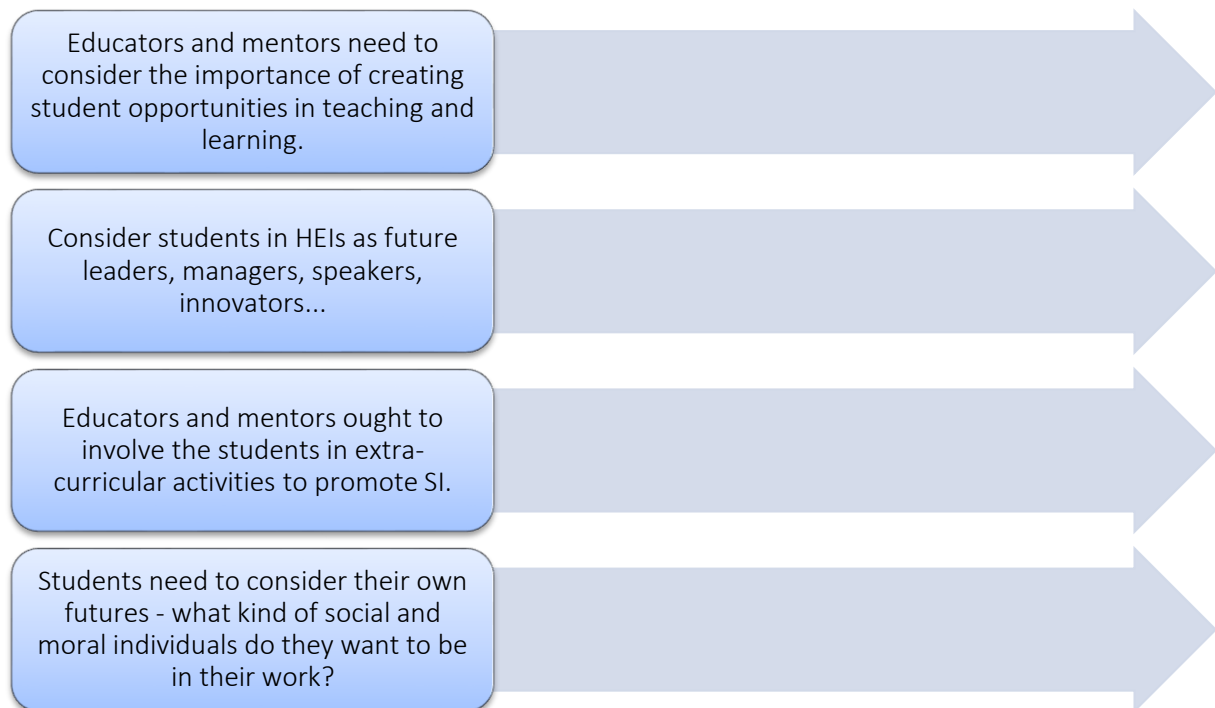 Educators and mentors need to
consider the importance of creating
student opportunities in teaching and
learning.
Consider students in HEIs as future
leaders, managers, speakers,
innovators...
Educators and mentors ought to
involve the students in extra-
curricular activities to promote SI.
Students need to consider their own
futures - what kind of social and
moral individuals do they want to be
in their work?